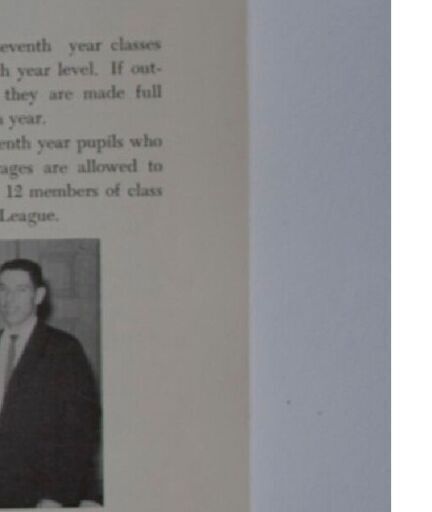 eventh year classes
h year level. If out-
they are made full
year.
enth year pupils who
ages are allowed to
12 members of class
League.